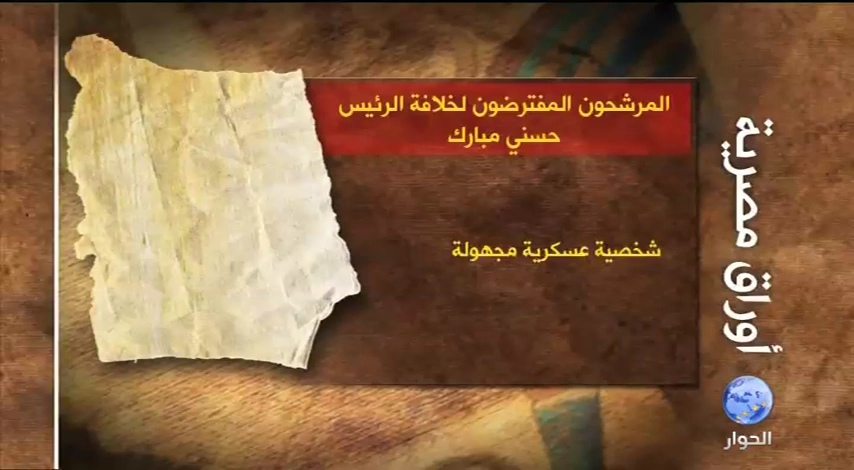 المرشحون المفترضون لخلافة الرئيس
حسني مبارك
شخصية عسكرية مجهولة
أوراق مصرية
الحوار